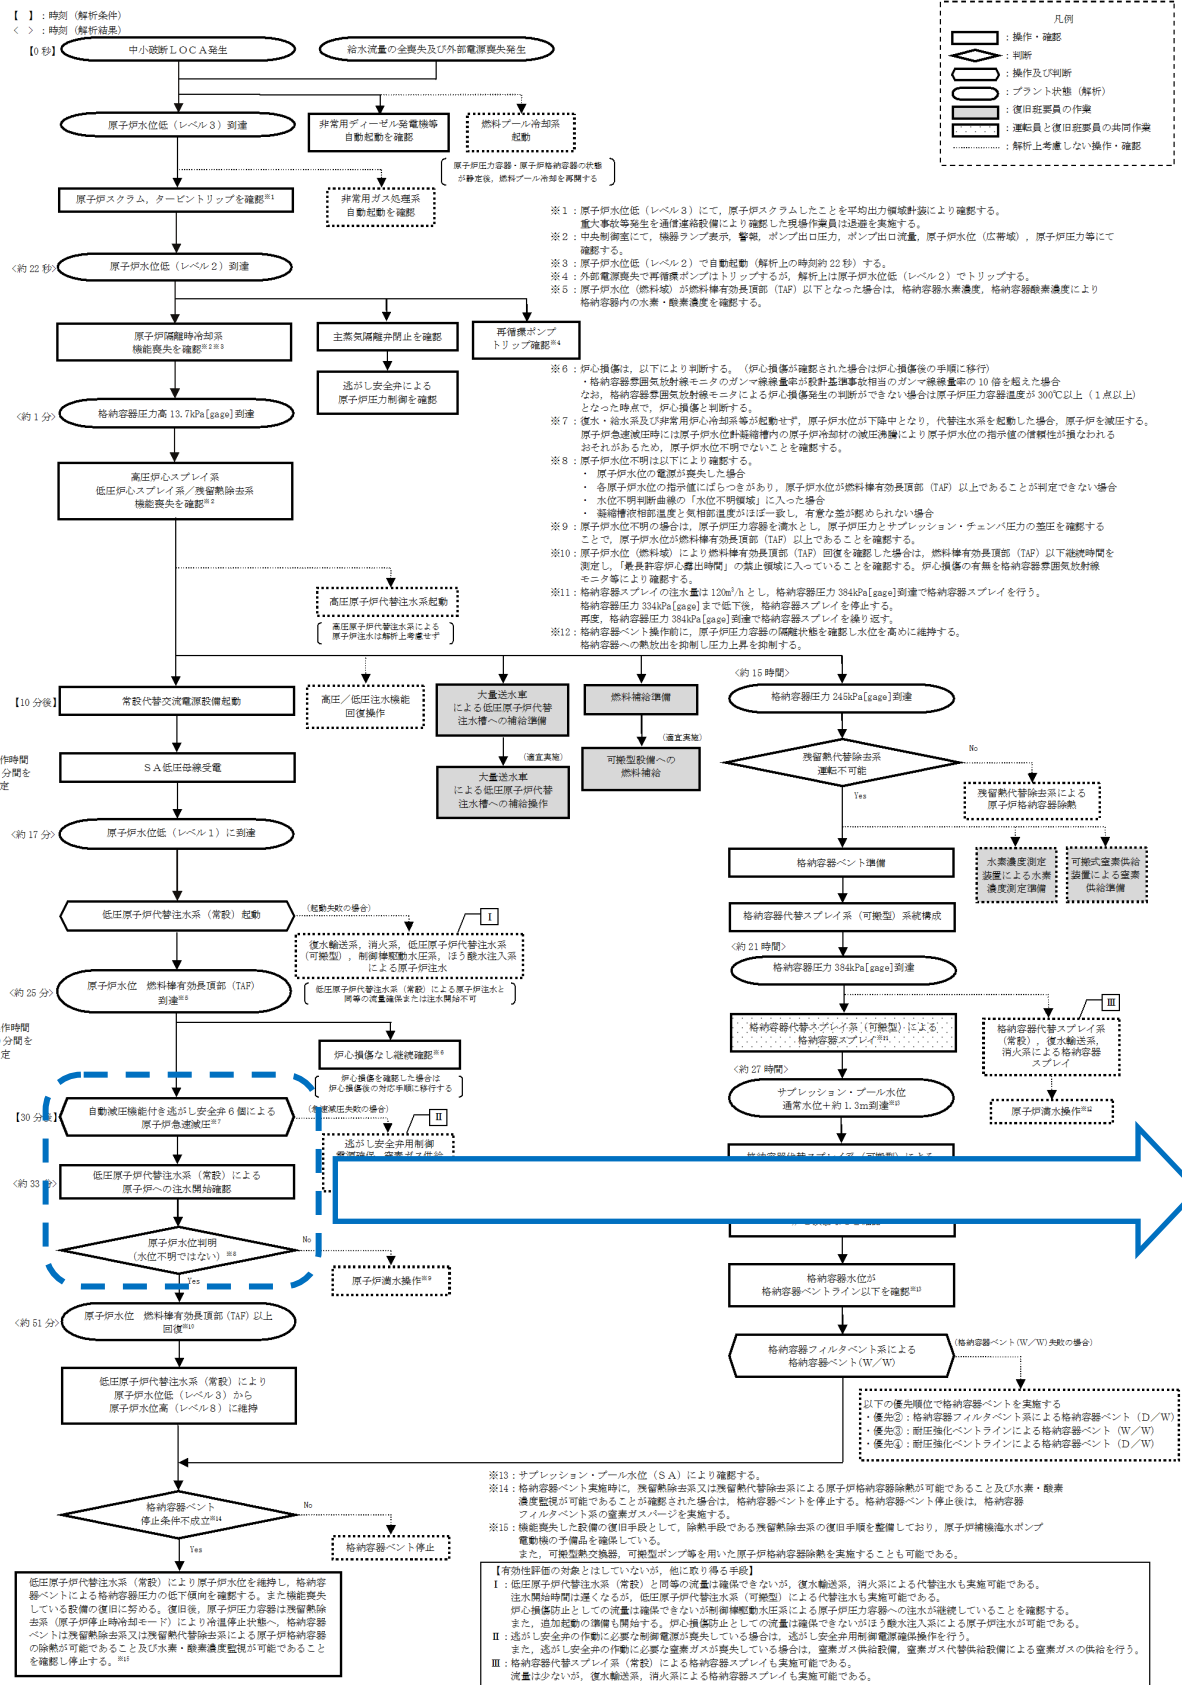 【 】：時刻（解析条件）
〈 〉：時刻（解析結果）
【0 秒】
中小破断ＬＯＣＡ発生
給水流量の全喪失及び外部電源喪失発生
凡例
：操作・確認
：判断
：操作及び判断
：プラント状態（解析）
：復旧班要員の作業
：運転員と復旧班要員の共同作業
：解析上考慮しない操作・確認
原子炉水位低（レベル３）到達
非常用ディーゼル発電機等
自動起動を確認
燃料プール冷却系
起動
原子炉圧力容器・原子炉格納容器の状態
が静定後，燃料プール冷却を再開する
原子炉スクラム，タービントリップを確認※1
非常用ガス処理系
自動起動を確認
〈約 22 秒〉
原子炉水位低（レベル２）到達
原子炉隔離時冷却系
機能喪失を確認※2※3
主蒸気隔離弁閉止を確認
再循環ポンプ
トリップ確認※4
逃がし安全弁による
原子炉圧力制御を確認
〈約 1 分〉
格納容器圧力高 13.7kPa[gage]到達
高圧炉心スプレイ系
低圧炉心スプレイ系／残留熱除去系
機能喪失を確認※2
※１：原子炉水位低（レベル３）にて，原子炉スクラムしたことを平均出力領域計装により確認する。
重大事故等発生を通信連絡設備により確認した現場作業員は退避を実施する。
※２：中央制御室にて，機器ランプ表示，警報，ポンプ出口圧力，ポンプ出口流量，原子炉水位（広帯域），原子炉圧力等にて
確認する。
※３：原子炉水位低（レベル２）で自動起動（解析上の時刻約 22 秒）する。
※４：外部電源喪失で再循環ポンプはトリップするが，解析上は原子炉水位低（レベル２）でトリップする。
※５：原子炉水位（燃料域）が燃料棒有効長頂部（TAF）以下となった場合は，格納容器水素濃度，格納容器酸素濃度により
格納容器内の水素・酸素濃度を確認する。
※６：炉心損傷は，以下により判断する。（炉心損傷が確認された場合は炉心損傷後の手順に移行）
・格納容器雰囲気放射線モニタのガンマ線線量率が設計基準事故相当のガンマ線線量率の 10 倍を超えた場合
なお，格納容器雰囲気放射線モニタによる炉心損傷発生の判断ができない場合は原子炉圧力容器温度が 300℃以上（１点以上）
となった時点で，炉心損傷と判断する。
※７：復水・給水系及び非常用炉心冷却系等が起動せず，原子炉水位が下降中となり，代替注水系を起動した場合，原子炉を減圧する。
原子炉急速減圧時には原子炉水位計凝縮槽内の原子炉冷却材の減圧沸騰により原子炉水位の指示値の信頼性が損なわれる
おそれがあるため，原子炉水位不明でないことを確認する。
※８：原子炉水位不明は以下により確認する。
・ 原子炉水位の電源が喪失した場合
・ 各原子炉水位の指示値にばらつきがあり，原子炉水位が燃料棒有効長頂部（TAF）以上であることが判定できない場合
・ 水位不明判断曲線の「水位不明領域」に入った場合
・ 凝縮槽液相部温度と気相部温度がほぼ一致し，有意な差が認められない場合
※９：原子炉水位不明の場合は，原子炉圧力容器を満水とし，原子炉圧力とサプレッション・チェンバ圧力の差圧を確認する
ことで，原子炉水位が燃料棒有効長頂部（TAF）以上であることを確認する。
※10：原子炉水位（燃料域）により燃料棒有効長頂部（TAF）回復を確認した場合は，燃料棒有効長頂部（TAF）以下継続時間を
測定し，「最長許容炉心露出時間」の禁止領域に入っていることを確認する。炉心損傷の有無を格納容器雰囲気放射線
モニタ等により確認する。
※11：格納容器スプレイの注水量は 120m³/h とし，格納容器圧力 384kPa[gage]到達で格納容器スプレイを行う。
格納容器圧力 334kPa[gage]まで低下後，格納容器スプレイを停止する。
再度，格納容器圧力 384kPa[gage]到達で格納容器スプレイを繰り返す。
※12：格納容器ベント操作前に，原子炉圧力容器の隔離状態を確認し水位を高めに維持する。
格納容器への熱放出を抑制し圧力上昇を抑制する。
高圧原子炉代替注水系起動
高圧原子炉代替注水系による
原子炉注水は解析上考慮せず
【10 分後】
常設代替交流電源設備起動
高圧／低圧注水機能
回復操作
大量送水車
による低圧原子炉代替
注水槽への補給準備
燃料補給準備
〈約 15 時間〉
格納容器圧力 245kPa[gage]到達
（適宜実施）
（適宜実施）
作時間
分間を
定
ＳＡ低圧母線受電
大量送水車
による低圧原子炉代替
注水槽への補給操作
可搬型設備への
燃料補給
残留熱代替除去系
運転不可能
No
Yes
残留熱代替除去系による
原子炉格納容器除熱
〈約 17 分〉
原子炉水位低（レベル１）に到達
格納容器ベント準備
水素濃度測定
装置による水素
濃度測定準備
可搬式窒素供給
装置による窒素
供給準備
低圧原子炉代替注水系（常設）起動
（起動失敗の場合）
Ⅰ
復水輸送系，消火系，低圧原子炉代替注水系
（可搬型），制御棒駆動水圧系，ほう酸水注入系
による原子炉注水
低圧原子炉代替注水系（常設）による原子炉注水と
同等の流量確保または注水開始不可
格納容器代替スプレイ系（可搬型）系統構成
〈約 21 時間〉
格納容器圧力 384kPa[gage]到達
〈約 25 分〉
原子炉水位 燃料棒有効長頂部（TAF）
到達※5
作時間
分間を
定
炉心損傷なし継続確認※6
炉心損傷を確認した場合は
炉心損傷後の対応手順に移行する
格納容器代替スプレイ系（可搬型）による
格納容器スプレイ※11
Ⅲ
格納容器代替スプレイ系
（常設），復水輸送系，
消火系による格納容器
スプレイ
〈約 27 時間〉
サプレッション・プール水位
通常水位＋約 1.3m到達※13
原子炉満水操作※12
【30 分後】
自動減圧機能付き逃がし安全弁６個による
原子炉急速減圧※7
（急速減圧失敗の場合）
Ⅱ
逃がし安全弁用制御
〈約 33 分〉
低圧原子炉代替注水系（常設）による
原子炉への注水開始確認
原子炉水位判明
（水位不明ではない）※8
No
Yes
原子炉満水操作※9
格納容器水位が
格納容器ベントライン以下を確認※13
〈約 51 分〉
原子炉水位 燃料棒有効長頂部（TAF）以上
回復※10
格納容器フィルタベント系による
格納容器ベント（Ｗ／Ｗ）
（格納容器ベント（W／W）失敗の場合）
低圧原子炉代替注水系（常設）により
原子炉水位低（レベル３）から
原子炉水位高（レベル８）に維持
以下の優先順位で格納容器ベントを実施する
・優先②：格納容器フィルタベント系による格納容器ベント（Ｄ／Ｗ）
・優先③：耐圧強化ベントラインによる格納容器ベント（Ｗ／Ｗ）
・優先④：耐圧強化ベントラインによる格納容器ベント（Ｄ／Ｗ）
格納容器ベント
停止条件不成立※14
No
Yes
格納容器ベント停止
※13：サプレッション・プール水位（ＳＡ）により確認する。
※14：格納容器ベント実施時に，残留熱除去系又は残留熱代替除去系による原子炉格納容器除熱が可能であること及び水素・酸素
濃度監視が可能であることが確認された場合は，格納容器ベントを停止する。格納容器ベント停止後は，格納容器
フィルタベント系の窒素ガスパージを実施する。
※15：機能喪失した設備の復旧手段として，除熱手段である残留熱除去系の復旧手順を整備しており，原子炉補機海水ポンプ
電動機の予備品を確保している。
また，可搬型熱交換器，可搬型ポンプ等を用いた原子炉格納容器除熱を実施することも可能である。
低圧原子炉代替注水系（常設）により原子炉水位を維持し，格納容
器ベントによる格納容器圧力の低下傾向を確認する。また機能喪失
している設備の復旧に努める。復旧後，原子炉圧力容器は残留熱除
去系（原子炉停止時冷却モード）により冷温停止状態へ，格納容器
ベントは残留熱除去系又は残留熱代替除去系による原子炉格納容器
の除熱が可能であること及び水素・酸素濃度監視が可能であること
を確認し停止する。※15
【有効性評価の対象とはしていないが，他に取り得る手段】
Ⅰ：低圧原子炉代替注水系（常設）と同等の流量は確保できないが，復水輸送系，消火系による代替注水も実施可能である。
注水開始時間は遅くなるが，低圧原子炉代替注水系（可搬型）による代替注水も実施可能である。
炉心損傷防止としての流量は確保できないが制御棒駆動水圧系による原子炉圧力容器への注水が継続していることを確認する。
また，追加起動の準備も開始する。炉心損傷防止としての流量は確保できないがほう酸水注入系による原子炉注水が可能である。
Ⅱ：逃がし安全弁の作動に必要な制御電源が喪失している場合は，逃がし安全弁用制御電源確保操作を行う。
また，逃がし安全弁の作動に必要な窒素ガスが喪失している場合は，窒素ガス供給設備，窒素ガス代替供給設備による窒素ガスの供給を行う。
Ⅲ：格納容器代替スプレイ系（常設）による格納容器スプレイも実施可能である。
流量は少ないが，復水輸送系，消火系による格納容器スプレイも実施可能である。